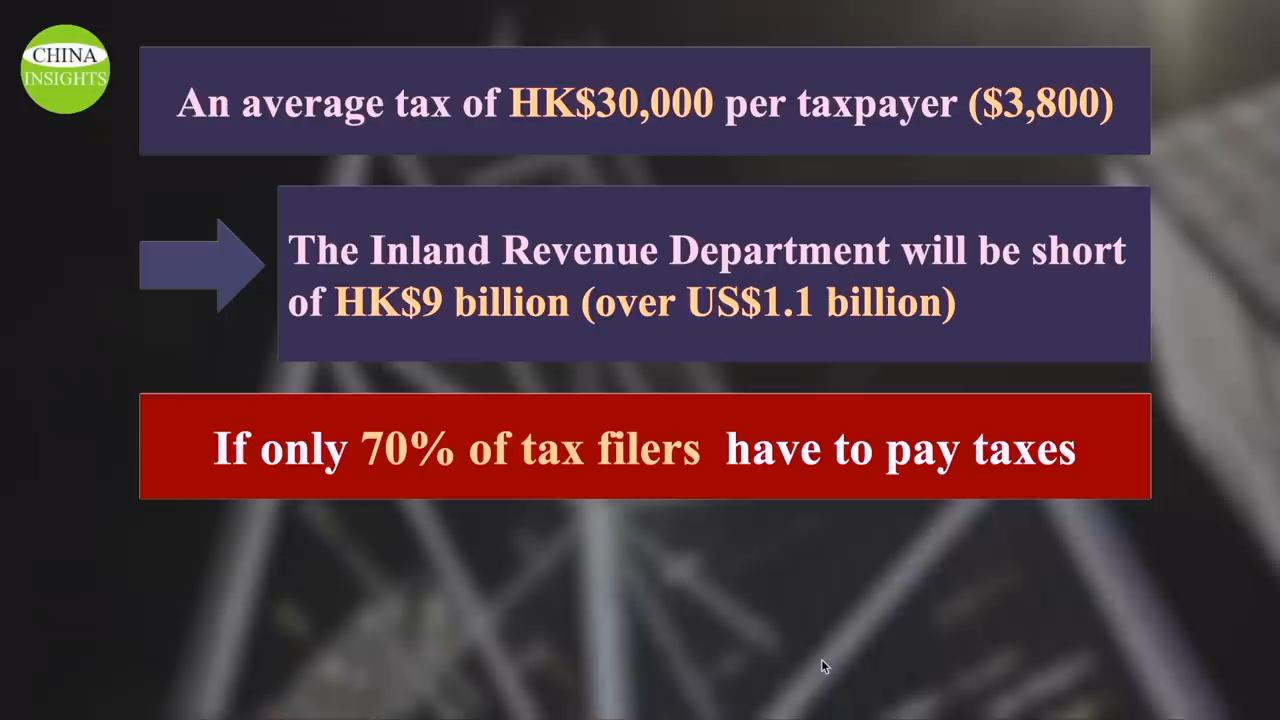 CHINA
INSIGHTS
An average tax of HK$30,000 per taxpayer ($3,800)
The Inland Revenue Department will be short
of HK$9 billion (over US$1.1 billion)
If only 70% of tax filers have to pay taxes